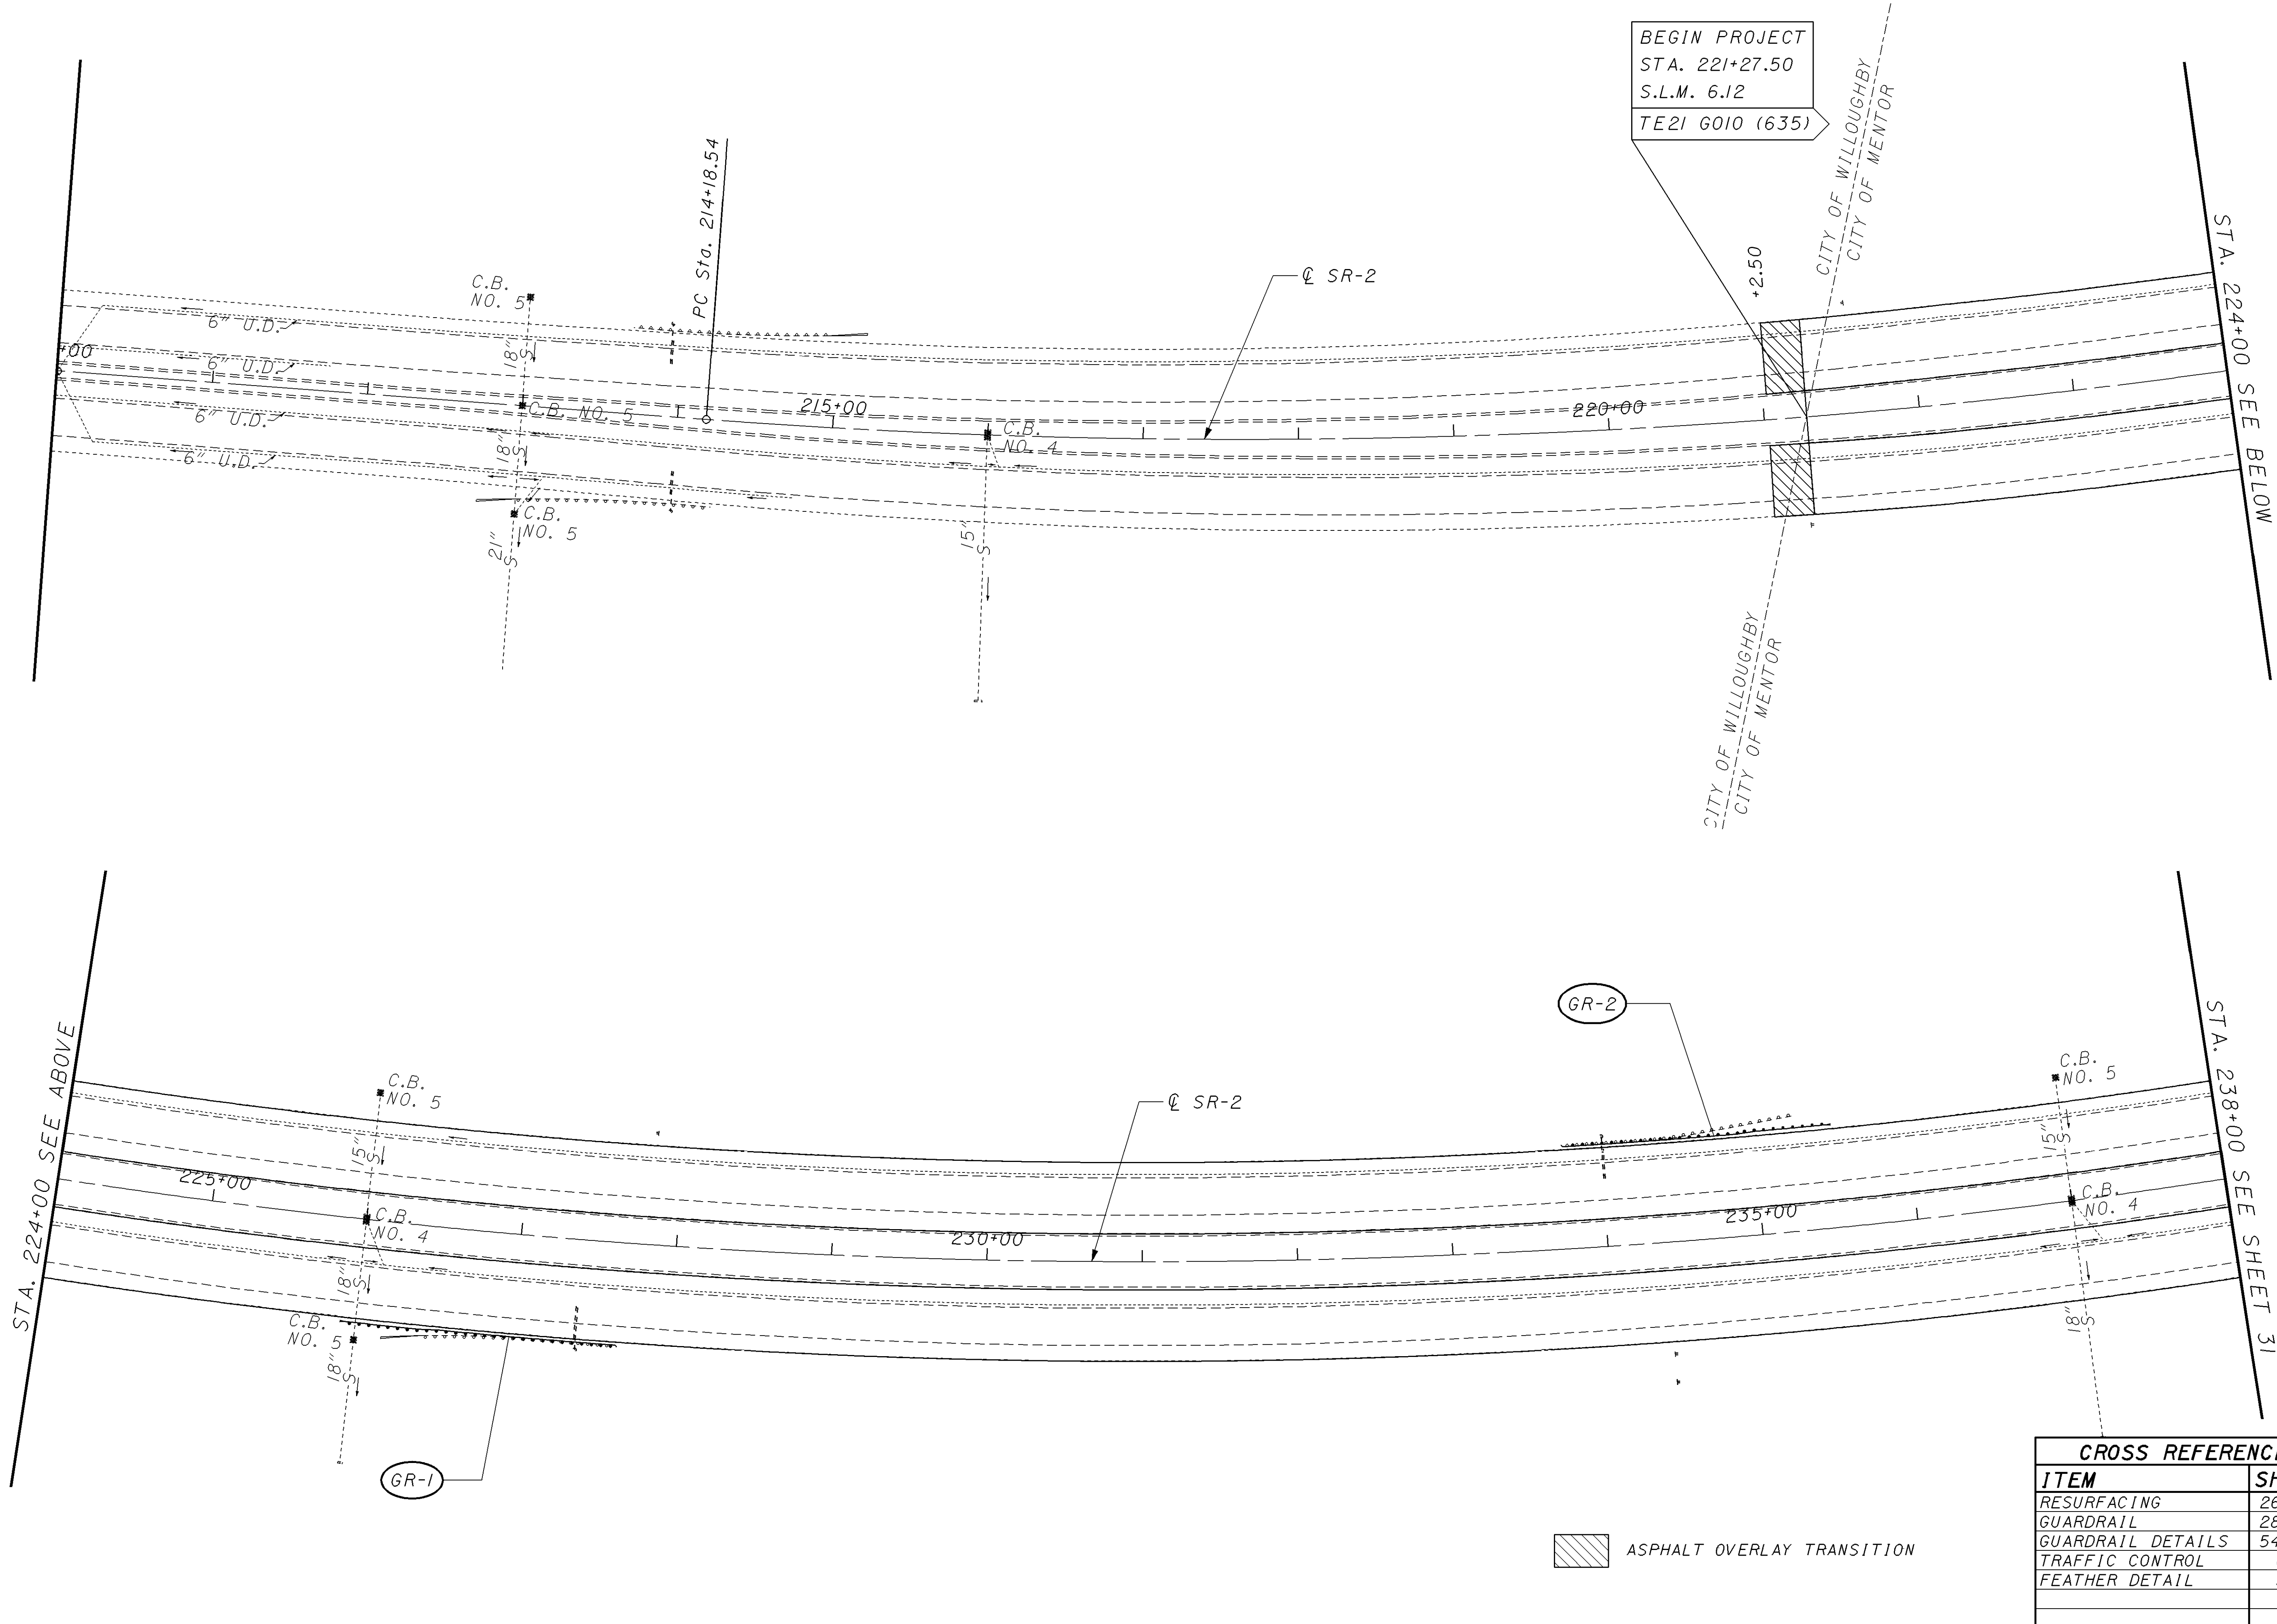 BEGIN PROJECT
STA. 221+27.50
S.L.M. 6.12
TE21 G010 (635)
CITY OF WILLOUGHBY
CITY OF MENTOR
STA. 224+00 SEE BELOW
PC Sta. 214+18.54
+2.50
℄ SR-2
C.B.
NO. 5
6" U.D.
18"
S
+00
6" U.D.
6" U.D.
C.B. NO. 5
215+00
220+00
C.B.
NO. 4
18"
S
6" U.D.
C.B.
NO. 5
21"
S
15"
S
CITY OF WILLOUGHBY
CITY OF MENTOR
STA. 224+00 SEE ABOVE
GR-2
STA. 238+00 SEE SHEET 31
C.B.
NO. 5
C.B.
NO. 5
℄ SR-2
15"
S
15"
S
225+00
C.B.
NO. 4
230+00
235+00
C.B.
NO. 4
18"
S
18"
S
C.B.
NO. 5
18"
S
GR-1
ASPHALT OVERLAY TRANSITION
CROSS REFERENC
ITEM SH
RESURFACING 26
GUARDRAIL 28
GUARDRAIL DETAILS 54
TRAFFIC CONTROL
FEATHER DETAIL